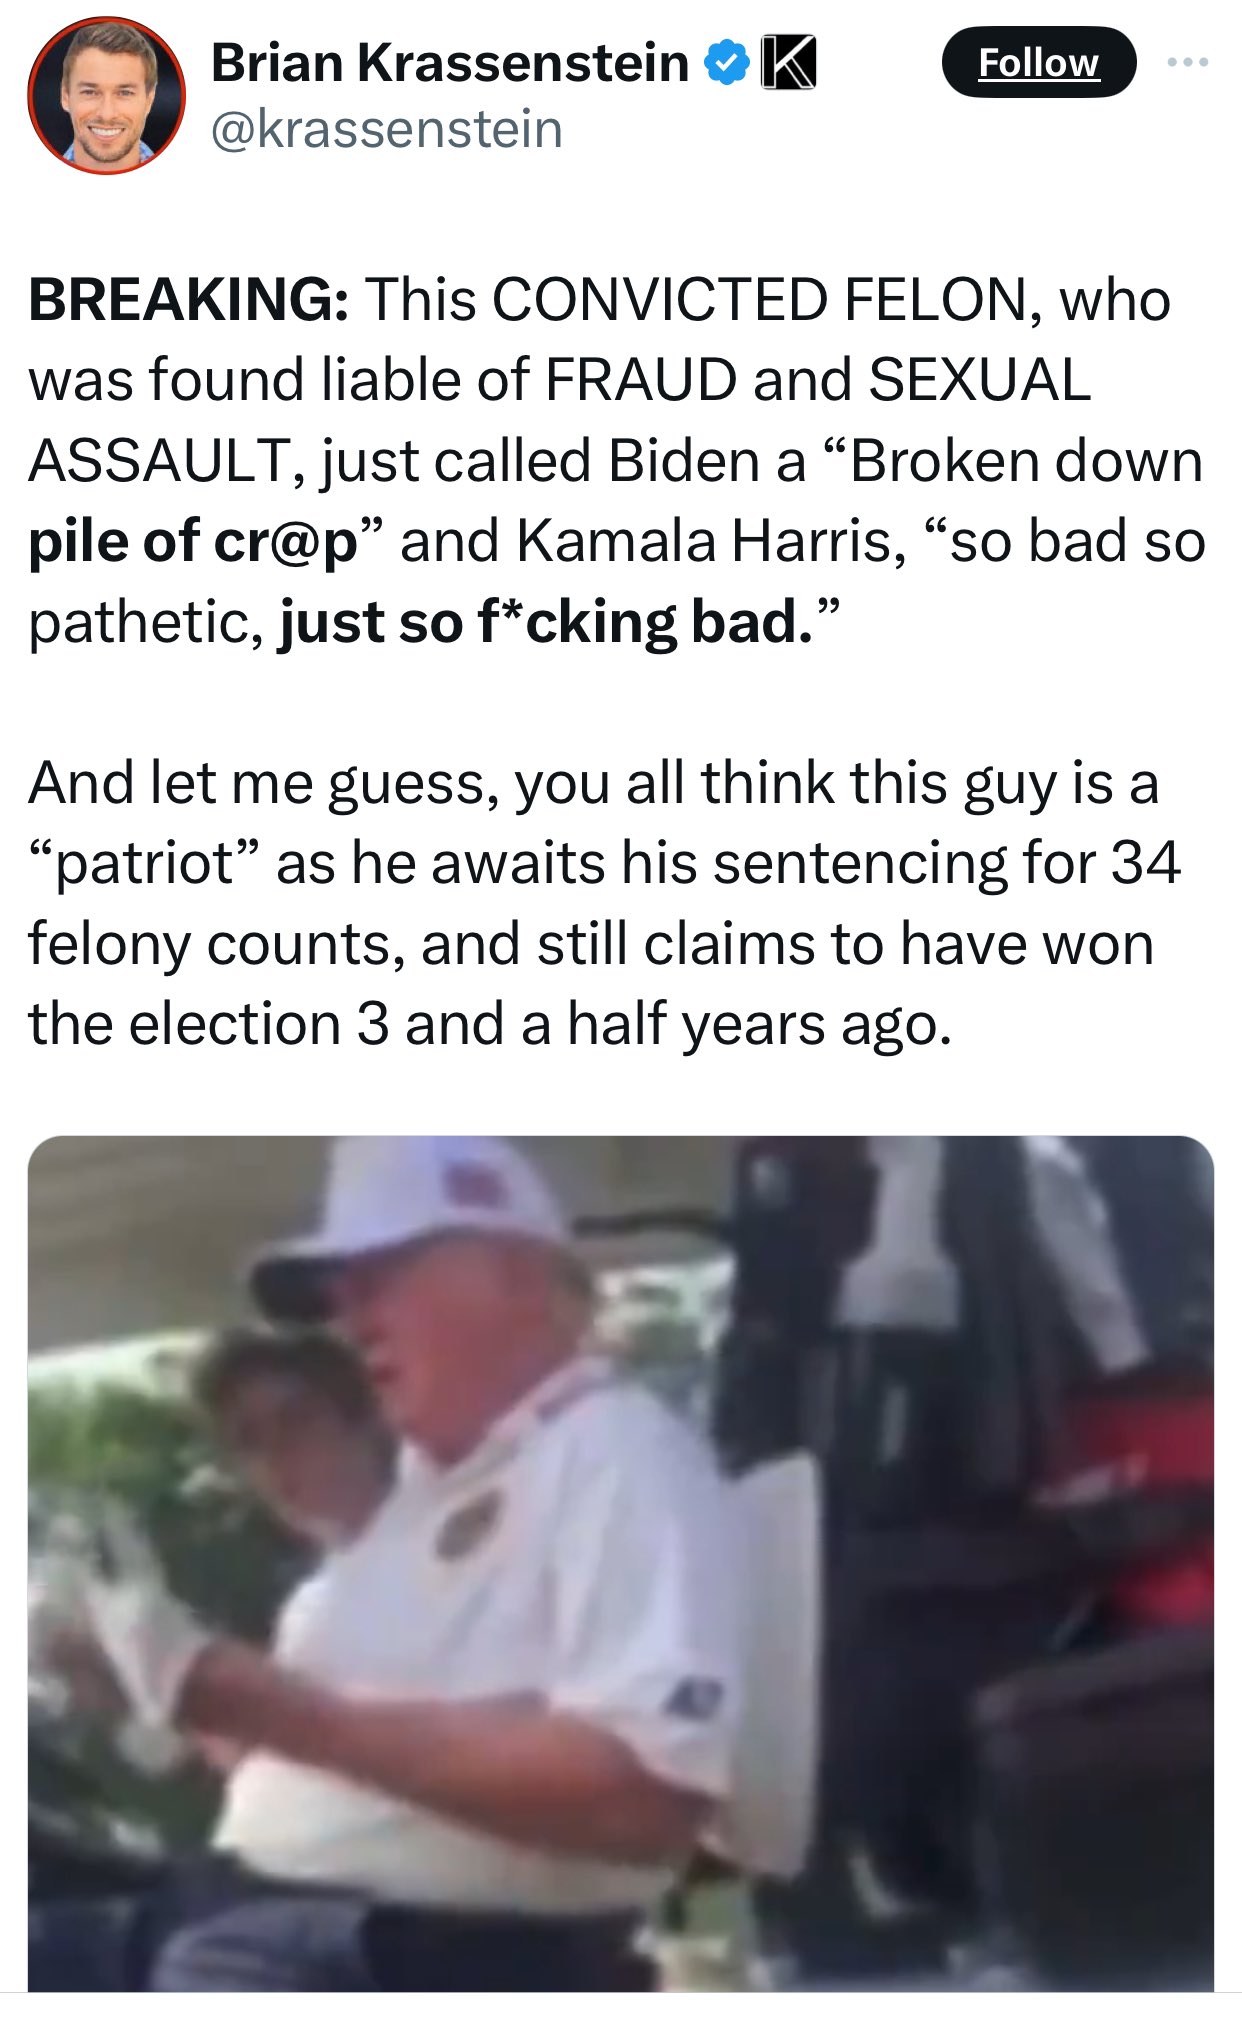 Brian Krassenstein
Follow
@krassenstein
BREAKING: This CONVICTED FELON, who
was found liable of FRAUD and SEXUAL
ASSAULT, just called Biden a “Broken down
pile of cr@p” and Kamala Harris, “so bad so
pathetic, just so f*cking bad.”
And let me guess, you all think this guy is a
“patriot” as he awaits his sentencing for 34
felony counts, and still claims to have won
the election 3 and a half years ago.